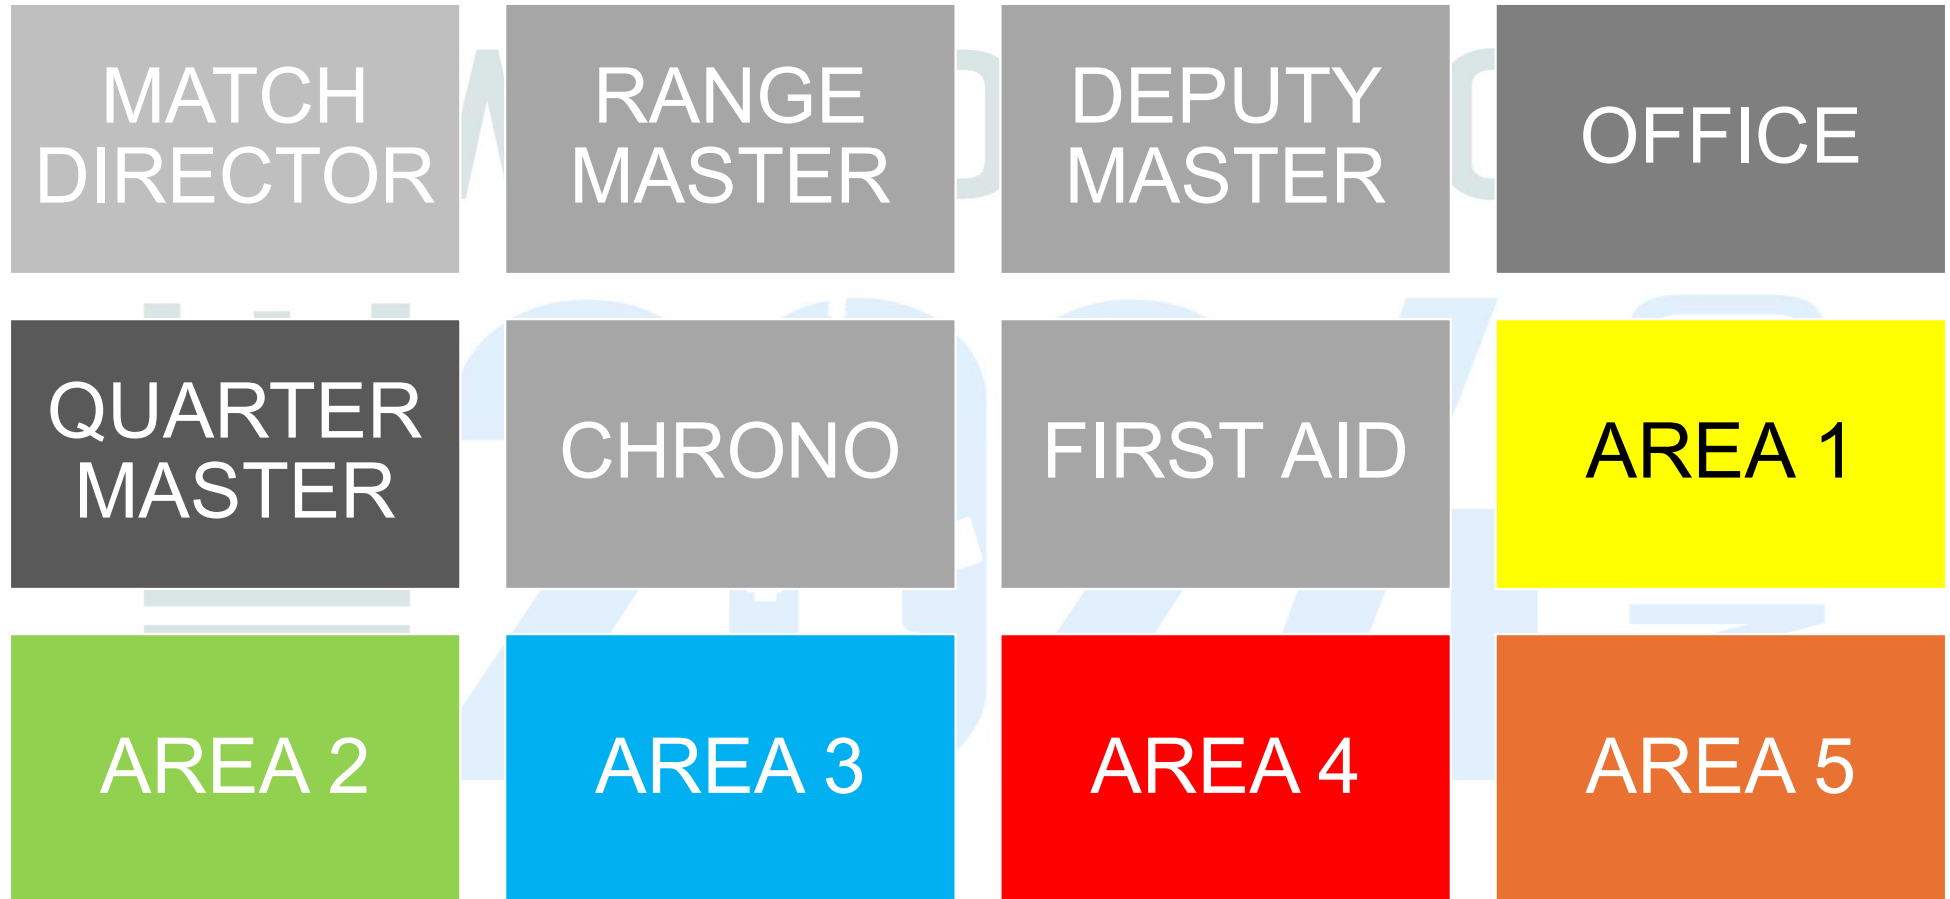 MATCH
DIRECTOR
RANGE
MASTER
DEPUTY
MASTER
OFFICE
QUARTER
MASTER
CHRONO
FIRST AID
AREA 1
AREA 2
AREA 3
AREA 4
AREA 5